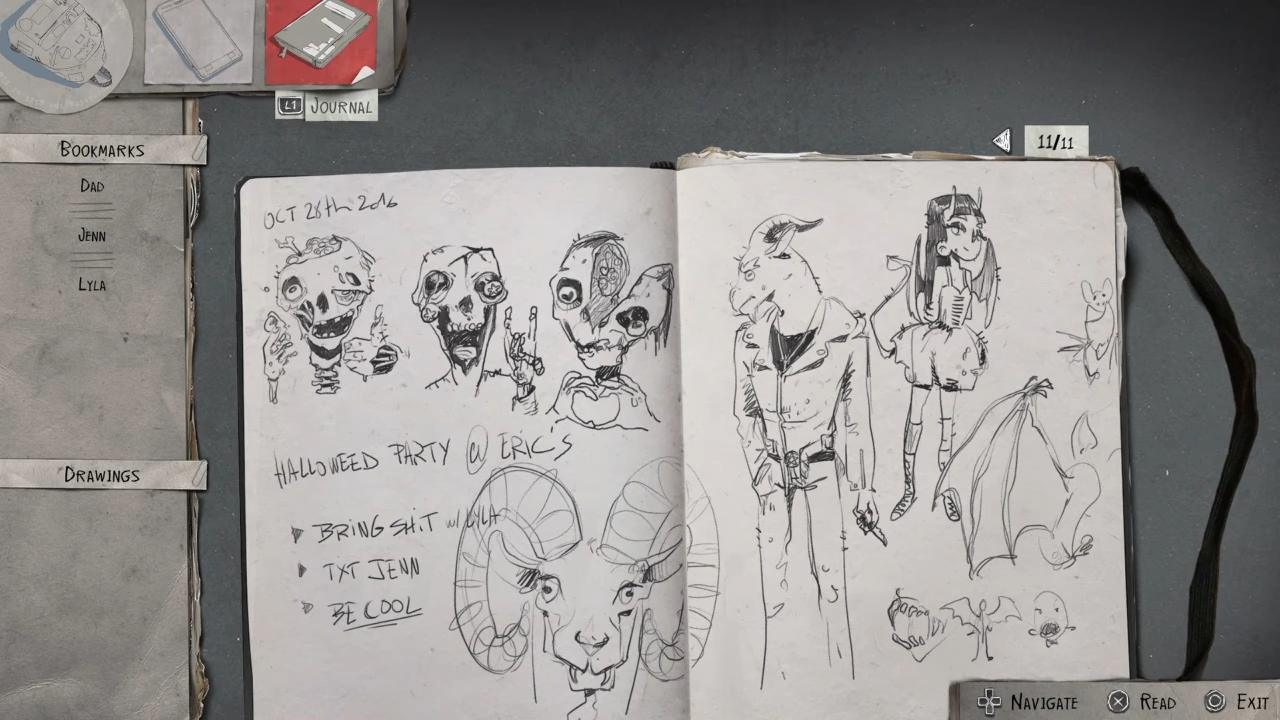 L1 JOURNAL
BOOKMARKS
DAD
JENN
LYLA
DRAWINGS
11/11
OCT 28th 2016
HALLOWEED PARTY @ ERIC'S
BRING SHIT w/ LYLA
TXT JENN
BE COOL
NAVIGATE
READ
EXIT